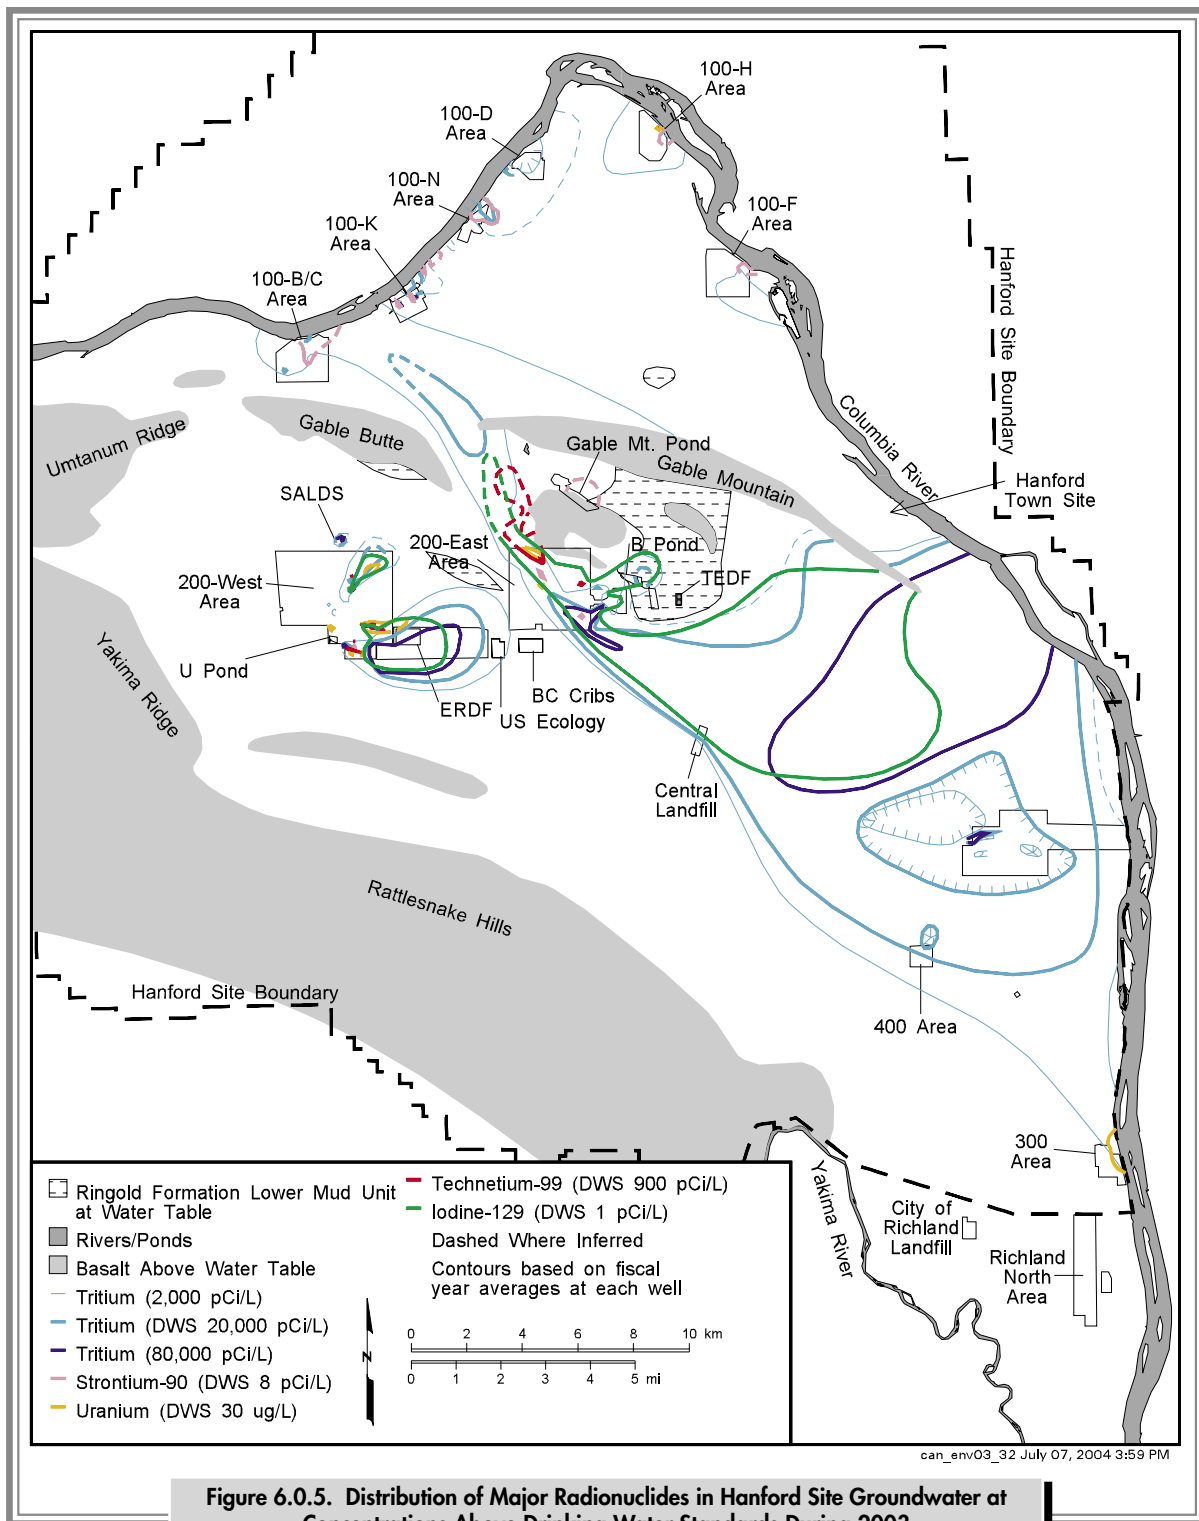 100-H
Area
100-D
Area
100-N
Area
100-F
Area
100-K
Area
100-B/C
Area
Hanford Site Boundary
Columbia River
Umtanum Ridge
Gable Butte
Gable Mt. Pond
Gable Mountain
Hanford
Town Site
SALDS
200-East
Area
B Pond
200-West
Area
TEDF
U Pond
Yakima Ridge
ERDF
BC Cribs
US Ecology
Central
Landfill
Rattlesnake Hills
Hanford Site Boundary
400 Area
300
Area
Yakima River
City of
Richland
Landfill
Richland
North
Area
Ringold Formation Lower Mud Unit
at Water Table
Rivers/Ponds
Basalt Above Water Table
Tritium (2,000 pCi/L)
Tritium (DWS 20,000 pCi/L)
Tritium (80,000 pCi/L)
Strontium-90 (DWS 8 pCi/L)
Uranium (DWS 30 ug/L)
Technetium-99 (DWS 900 pCi/L)
Iodine-129 (DWS 1 pCi/L)
Dashed Where Inferred
Contours based on fiscal
year averages at each well
N
0 2 4 6 8 10 km
0 1 2 3 4 5 mi
can_env03_32 July 07, 2004 3:59 PM
Figure 6.0.5. Distribution of Major Radionuclides in Hanford Site Groundwater at
Concentrations Above Drinking Water Standards During 2003